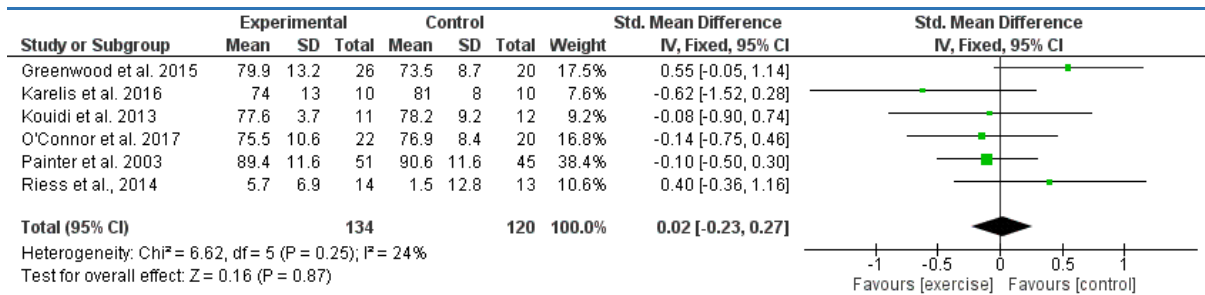 Experimental Control Std. Mean Difference Std. Mean Difference
Study or Subgroup Mean SD Total Mean SD Total Weight IV, Fixed, 95% CI IV, Fixed, 95% CI
Greenwood et al. 2015 79.9 13.2 26 73.5 8.7 20 17.5% 0.55 [-0.05, 1.14]
Karelis et al. 2016 74 13 10 81 8 10 7.6% -0.62 [-1.52, 0.28]
Kouidi et al. 2013 77.6 3.7 11 78.2 9.2 12 9.2% -0.08 [-0.90, 0.74]
O'Connor et al. 2017 75.5 10.6 22 76.9 8.4 20 16.8% -0.14 [-0.75, 0.46]
Painter et al. 2003 89.4 11.6 51 90.6 11.6 45 38.4% -0.10 [-0.50, 0.30]
Riess et al., 2014 5.7 6.9 14 1.5 12.8 13 10.6% 0.40 [-0.36, 1.16]
Total (95% CI) 134 120 100.0% 0.02 [-0.23, 0.27]
Heterogeneity: Chi² = 6.62, df = 5 (P = 0.25); I² = 24%
Test for overall effect: Z = 0.16 (P = 0.87)
-1 -0.5 0 0.5 1
Favours [exercise] Favours [control]